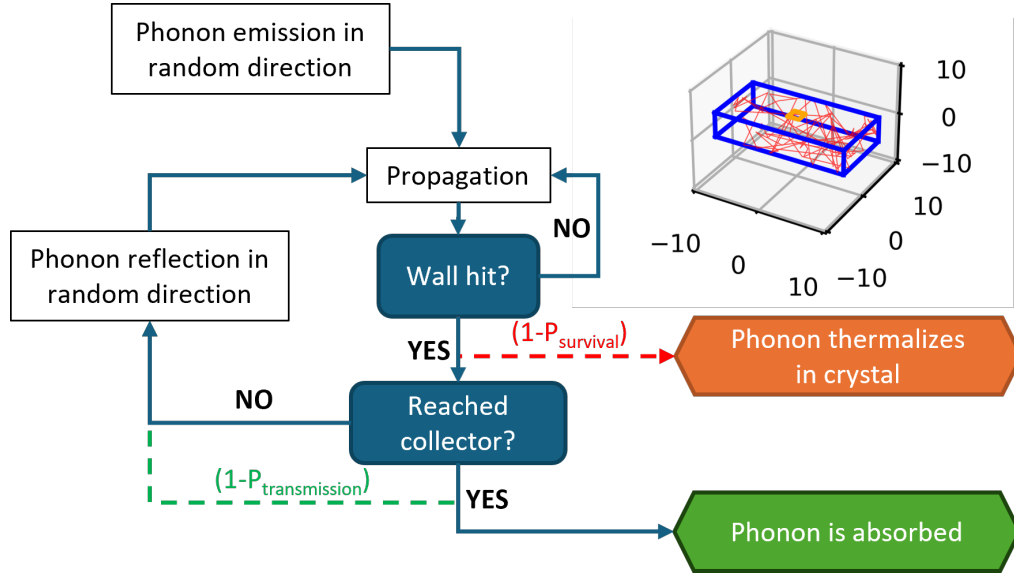 Phonon emission in
random direction
10
0
−10
10
0
−10
−10
0
10
Propagation
NO
Phonon reflection in
random direction
Wall hit?
YES
(1-Psurvival)
Phonon thermalizes
in crystal
NO
Reached
collector?
(1-Ptransmission)
YES
Phonon is absorbed